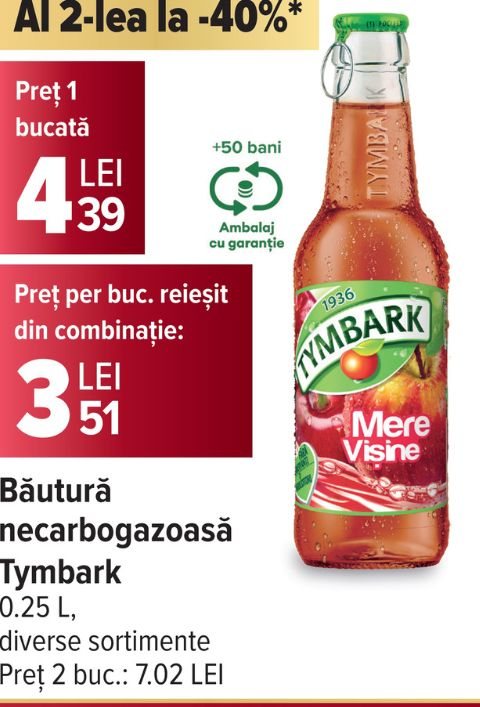 Al 2-lea la -40%*
Preț 1
bucată
4 LEI
39
+50 bani
Ambalaj
cu garanție
Preț per buc. reieșit
din combinație:
3 LEI
51
TYMBARK
1936
TYMBARK
Mere
Vișine
Băutură
necarbogazoasă
Tymbark
0.25 L,
diverse sortimente
Preț 2 buc.: 7.02 LEI